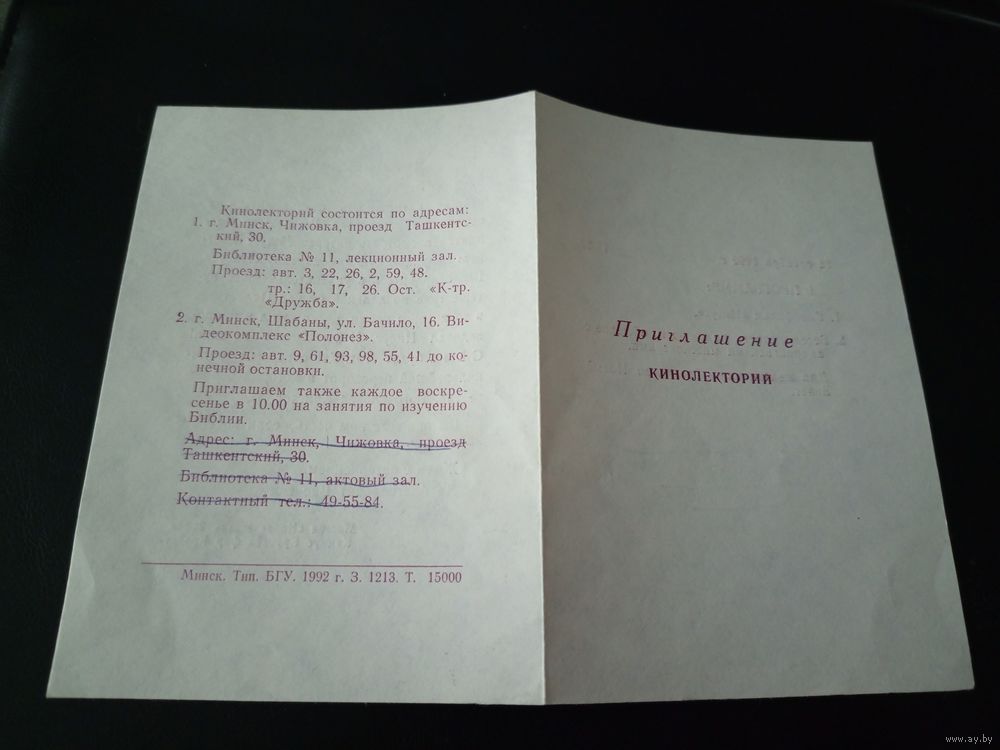 Кинолекторий состоится по адресам:
1. г. Минск, Чижовка, проезд Ташкентс-
кий, 30.
Библиотека № 11, лекционный зал.
Проезд: авт. 3, 22, 26, 2, 59, 48.
тр.: 16, 17, 26. Ост. «К-тр.
«Дружба».
2. г. Минск, Шабаны, ул. Бачило, 16. Ви-
деокомплекс «Полонез».
Проезд: авт. 9, 61, 93, 98, 55, 41 до ко-
нечной остановки.
Приглашаем также каждое воскре-
сенье в 10.00 на занятия по изучению
Библии.
Адрес: г. Минск, Чижовка, проезд
Ташкентский, 30.
Библиотека № 11, актовый зал.
Контактный тел.: 49-55-84.
Минск. Тип. БГУ. 1992 г. З. 1213. Т. 15000
Приглашение
КИНОЛЕКТОРИЙ
www.ay.by